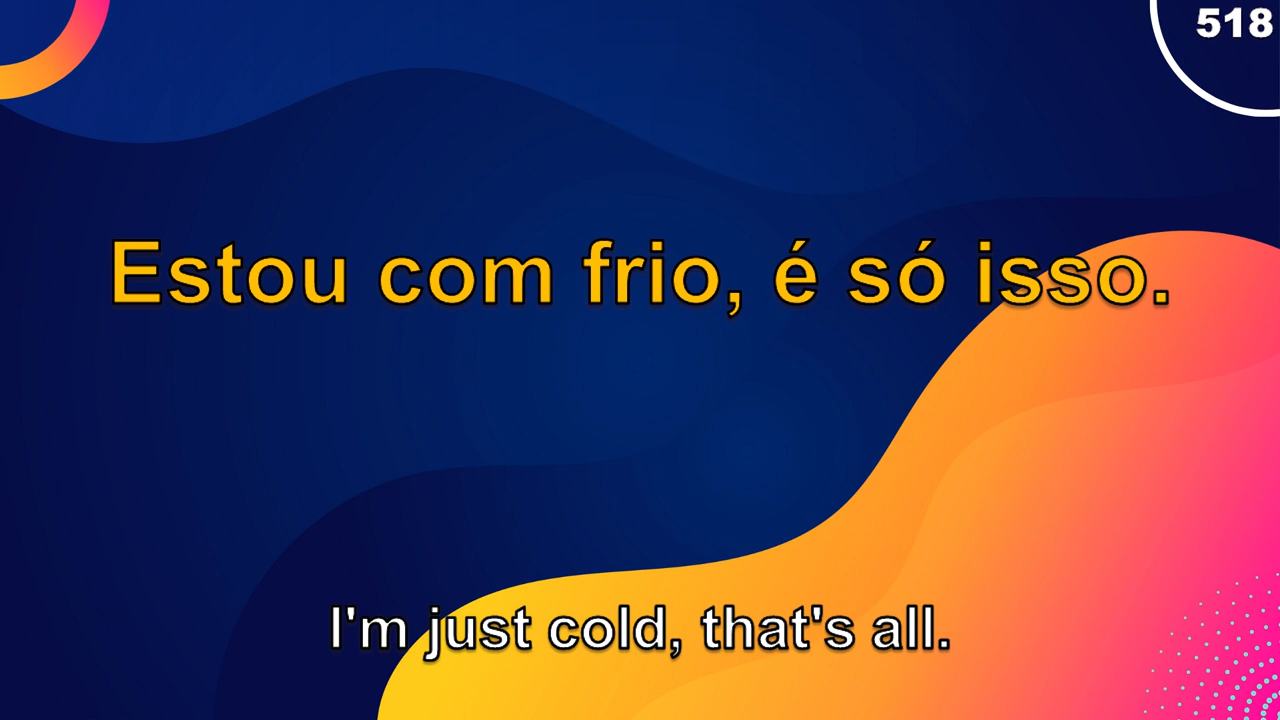 518
Estou com frio, é só isso.
I'm just cold, that's all.